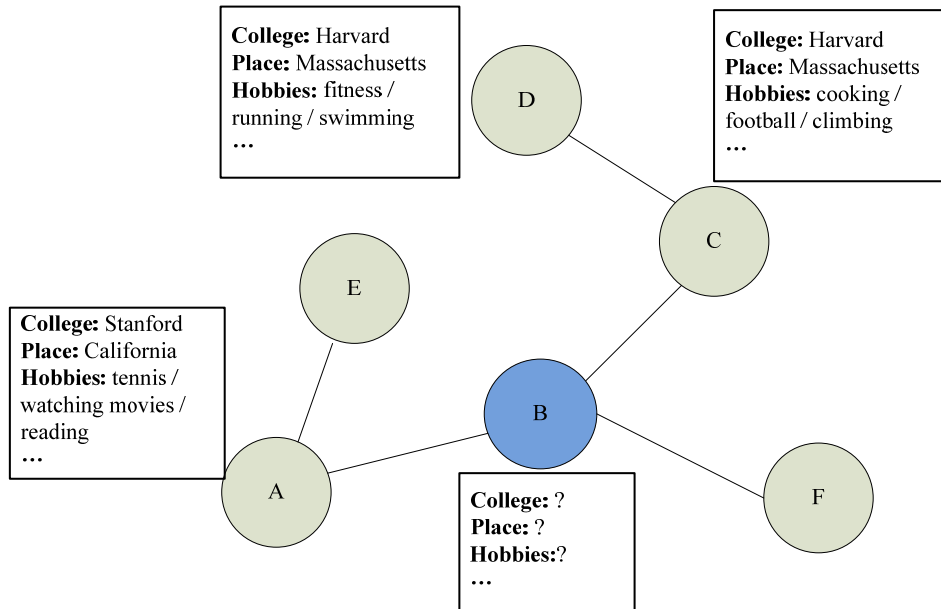 College: Harvard
Place: Massachusetts
Hobbies: fitness /
running / swimming
...
D
College: Harvard
Place: Massachusetts
Hobbies: cooking /
football / climbing
...
C
E
College: Stanford
Place: California
Hobbies: tennis /
watching movies /
reading
...
A
B
College: ?
Place: ?
Hobbies:?
...
F